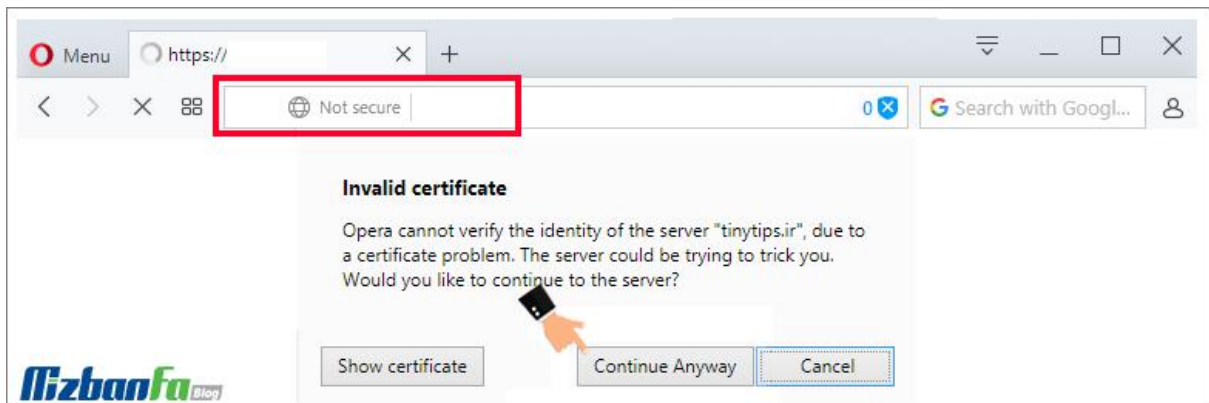 Menu
https://
Not secure
0
Search with Googl...
Invalid certificate
Opera cannot verify the identity of the server "tinytips.ir", due to
a certificate problem. The server could be trying to trick you.
Would you like to continue to the server?
Show certificate
Continue Anyway
Cancel
MizbanFa Blog